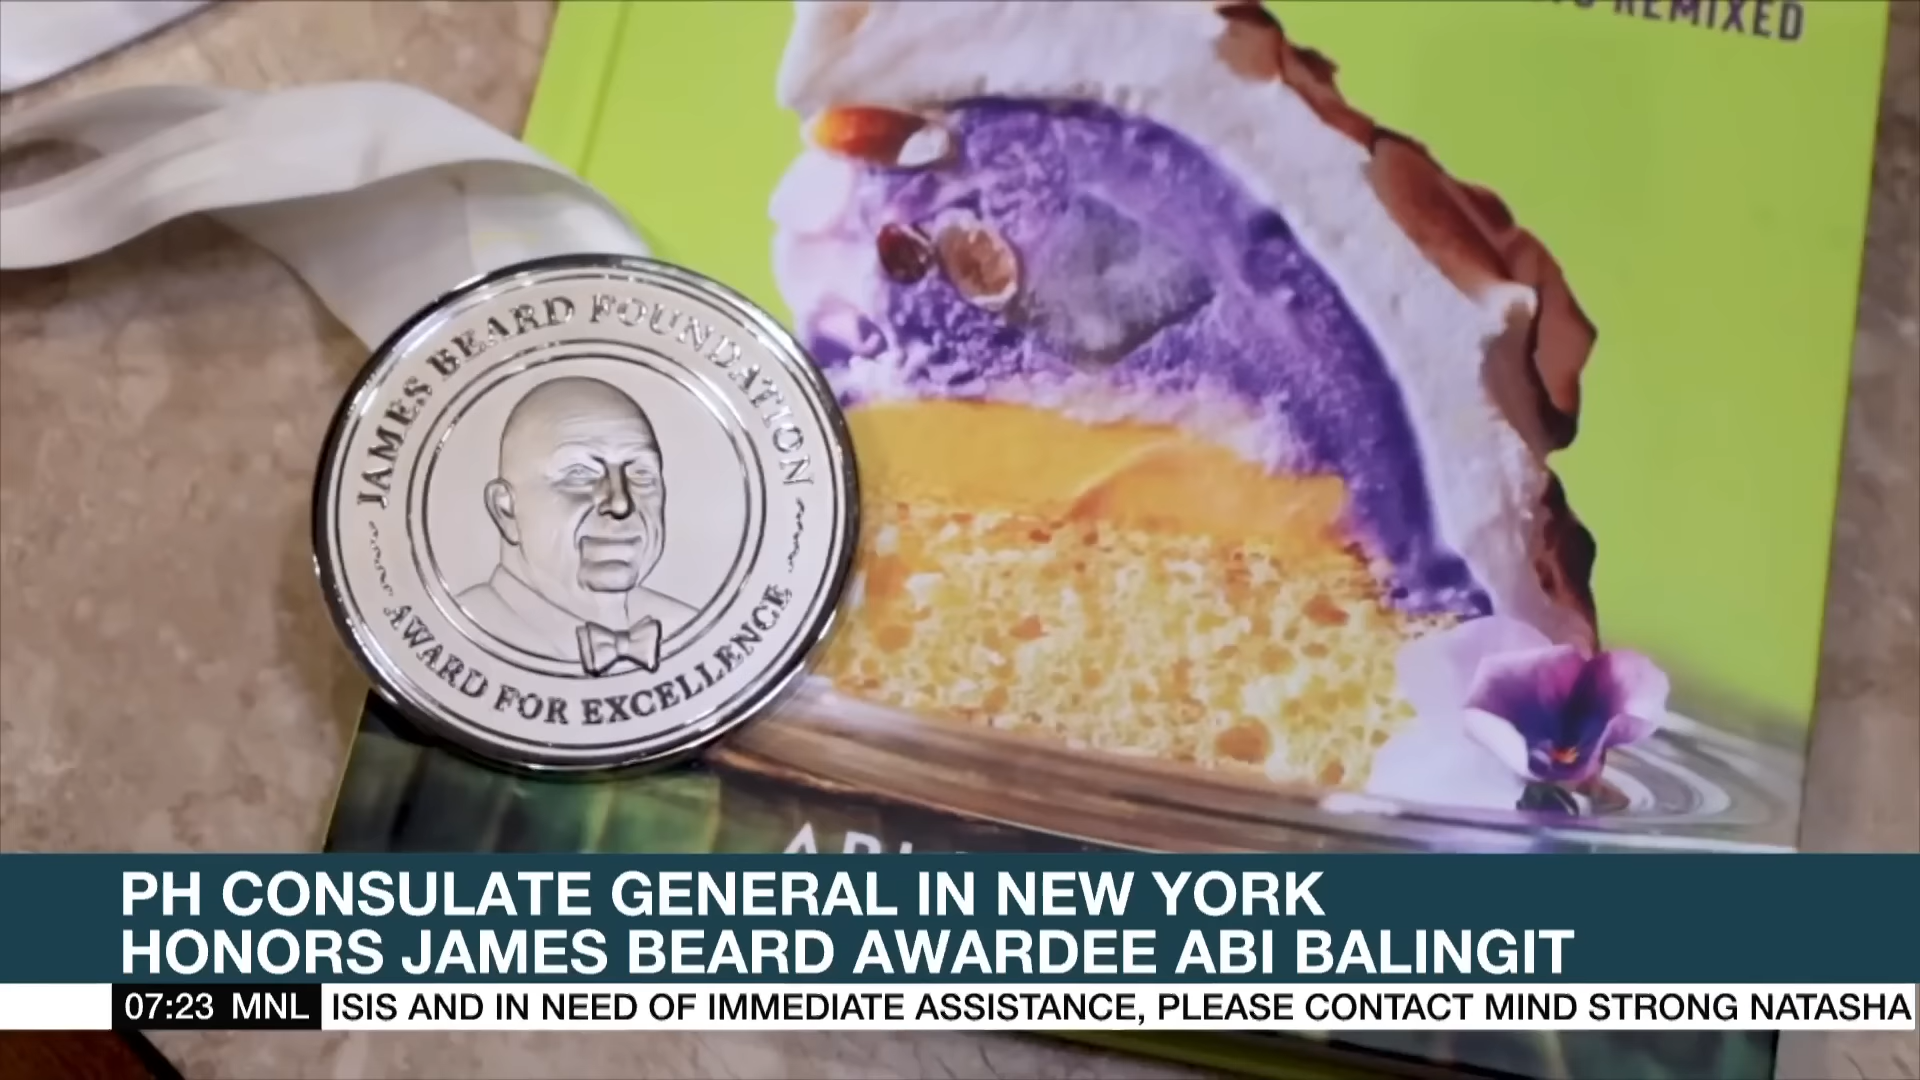 REMIXED
JAMES BEARD FOUNDATION
AWARD FOR EXCELLENCE
ABI
PH CONSULATE GENERAL IN NEW YORK
HONORS JAMES BEARD AWARDEE ABI BALINGIT
07:23 MNL ISIS AND IN NEED OF IMMEDIATE ASSISTANCE, PLEASE CONTACT MIND STRONG NATASHA